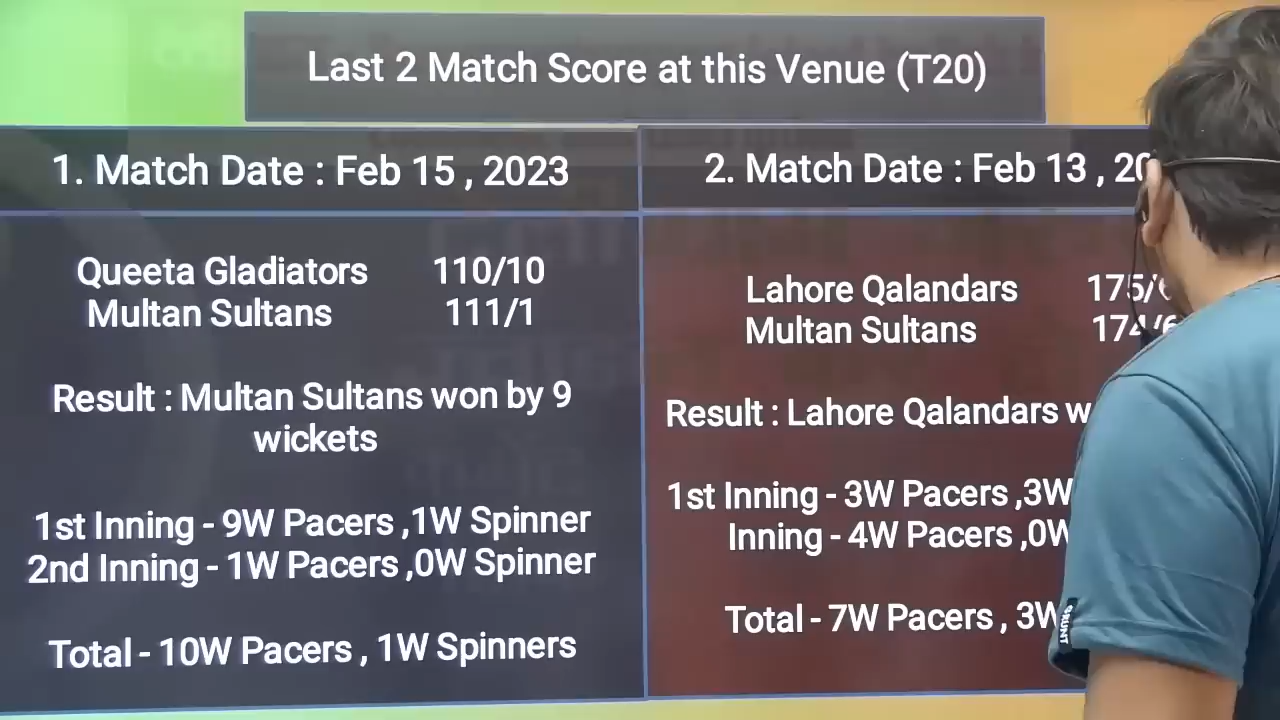 Last 2 Match Score at this Venue (T20)
1. Match Date : Feb 15 , 2023
Queeta Gladiators 110/10
Multan Sultans 111/1
Result : Multan Sultans won by 9
wickets
1st Inning - 9W Pacers ,1W Spinner
2nd Inning - 1W Pacers ,0W Spinner
Total - 10W Pacers , 1W Spinners
2. Match Date : Feb 13 ,
Lahore Qalandars
Multan Sultans
Result : Lahore Qalandars
1st Inning - 3W Pacers ,3W
Inning - 4W Pacers ,0W
Total - 7W Pacers , 3W